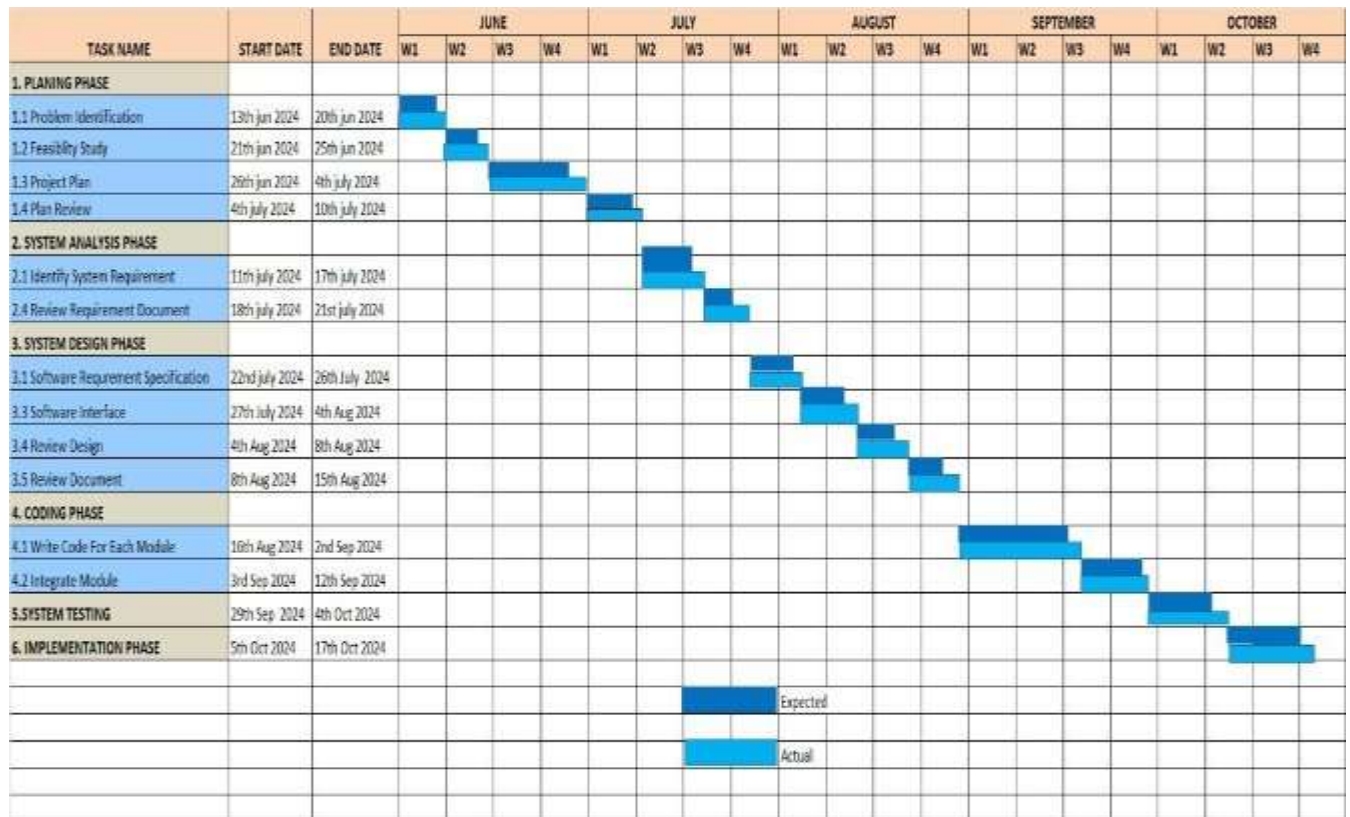 JUNE JULY AUGUST SEPTEMBER OCTOBER
TASK NAME START DATE END DATE W1 W2 W3 W4 W1 W2 W3 W4 W1 W2 W3 W4 W1 W2 W3 W4 W1 W2 W3 W4
1. PLANING PHASE
1.1 Problem Identification 13th jun 2024 20th jun 2024
1.2 Feasiblity Study 21th jun 2024 25th jun 2024
1.3 Project Plan 26th jun 2024 4th july 2024
1.4 Plan Review 4th july 2024 10th july 2024
2. SYSTEM ANALYSIS PHASE
2.1 Identify System Requirement 11th july 2024 17th july 2024
2.4 Review Requirement Document 18th july 2024 21st july 2024
3. SYSTEM DESIGN PHASE
3.1 Software Requrement Specification 22nd july 2024 26th July 2024
3.3 Software Interface 27th July 2024 4th Aug 2024
3.4 Review Design 4th Aug 2024 8th Aug 2024
3.5 Review Document 8th Aug 2024 15th Aug 2024
4. CODING PHASE
4.1 Write Code For Each Module 16th Aug 2024 2nd Sep 2024
4.2 Integrate Module 3rd Sep 2024 12th Sep 2024
5.SYSTEM TESTING 29th Sep 2024 4th Oct 2024
6. IMPLEMENTATION PHASE 5th Oct 2024 17th Oct 2024
Expected
Actual